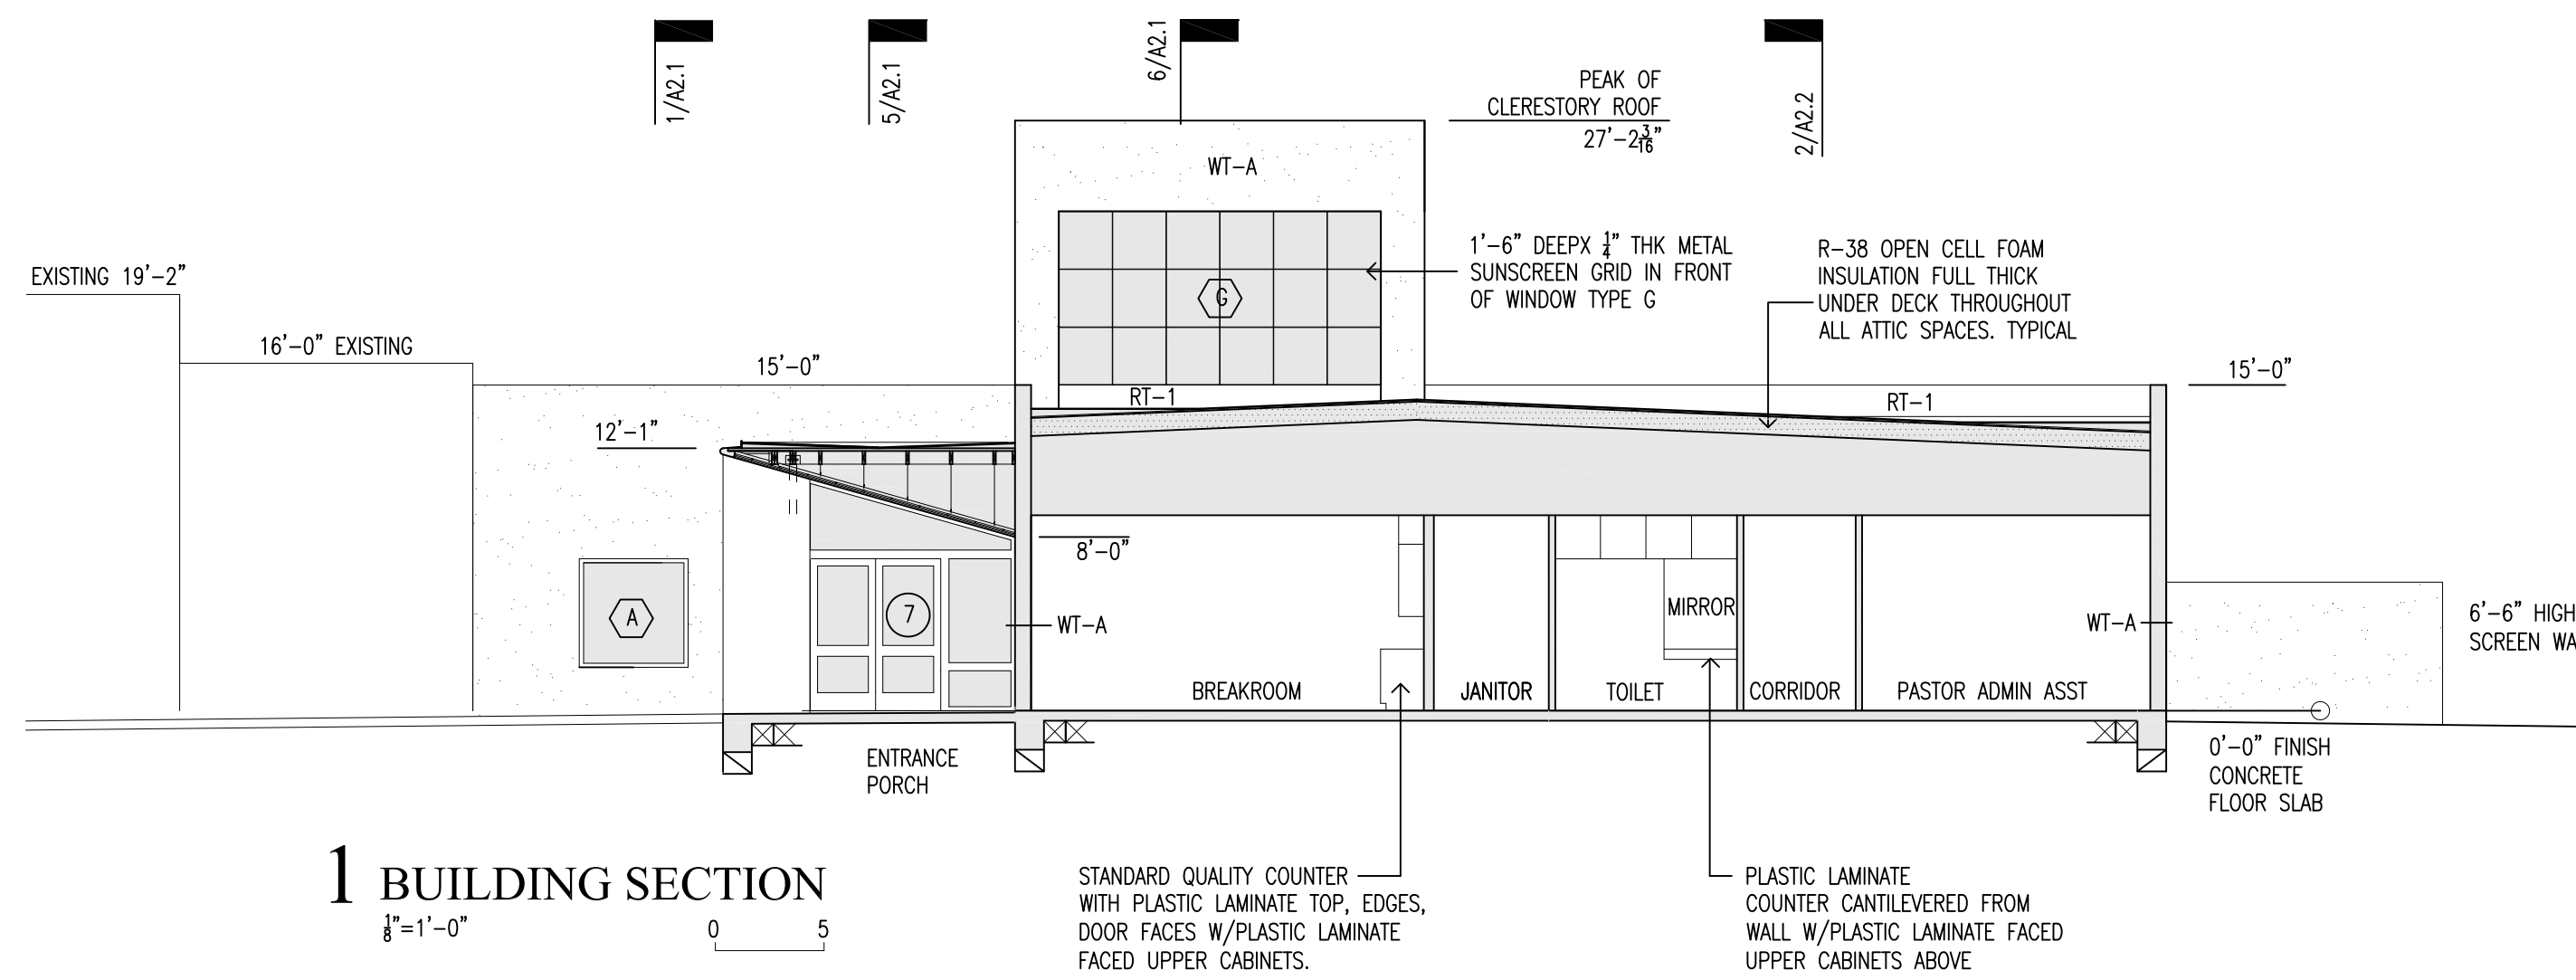 1/A2.1
5/A2.1
6/A2.1
2/A2.2
PEAK OF
CLERESTORY ROOF
27'-2 3/16"
WT-A
1'-6" DEEPX 1/4" THK METAL
SUNSCREEN GRID IN FRONT
OF WINDOW TYPE G
R-38 OPEN CELL FOAM
INSULATION FULL THICK
UNDER DECK THROUGHOUT
ALL ATTIC SPACES. TYPICAL
EXISTING 19'-2"
16'-0" EXISTING
15'-0"
12'-1"
G
RT-1
RT-1
15'-0"
8'-0"
A
7
WT-A
MIRROR
WT-A
6'-6" HIGH
SCREEN WA
BREAKROOM
JANITOR
TOILET
CORRIDOR
PASTOR ADMIN ASST
ENTRANCE
PORCH
0'-0" FINISH
CONCRETE
FLOOR SLAB
1 BUILDING SECTION
1/8"=1'-0"
0 5
STANDARD QUALITY COUNTER
WITH PLASTIC LAMINATE TOP, EDGES,
DOOR FACES W/PLASTIC LAMINATE
FACED UPPER CABINETS.
PLASTIC LAMINATE
COUNTER CANTILEVERED FROM
WALL W/PLASTIC LAMINATE FACED
UPPER CABINETS ABOVE